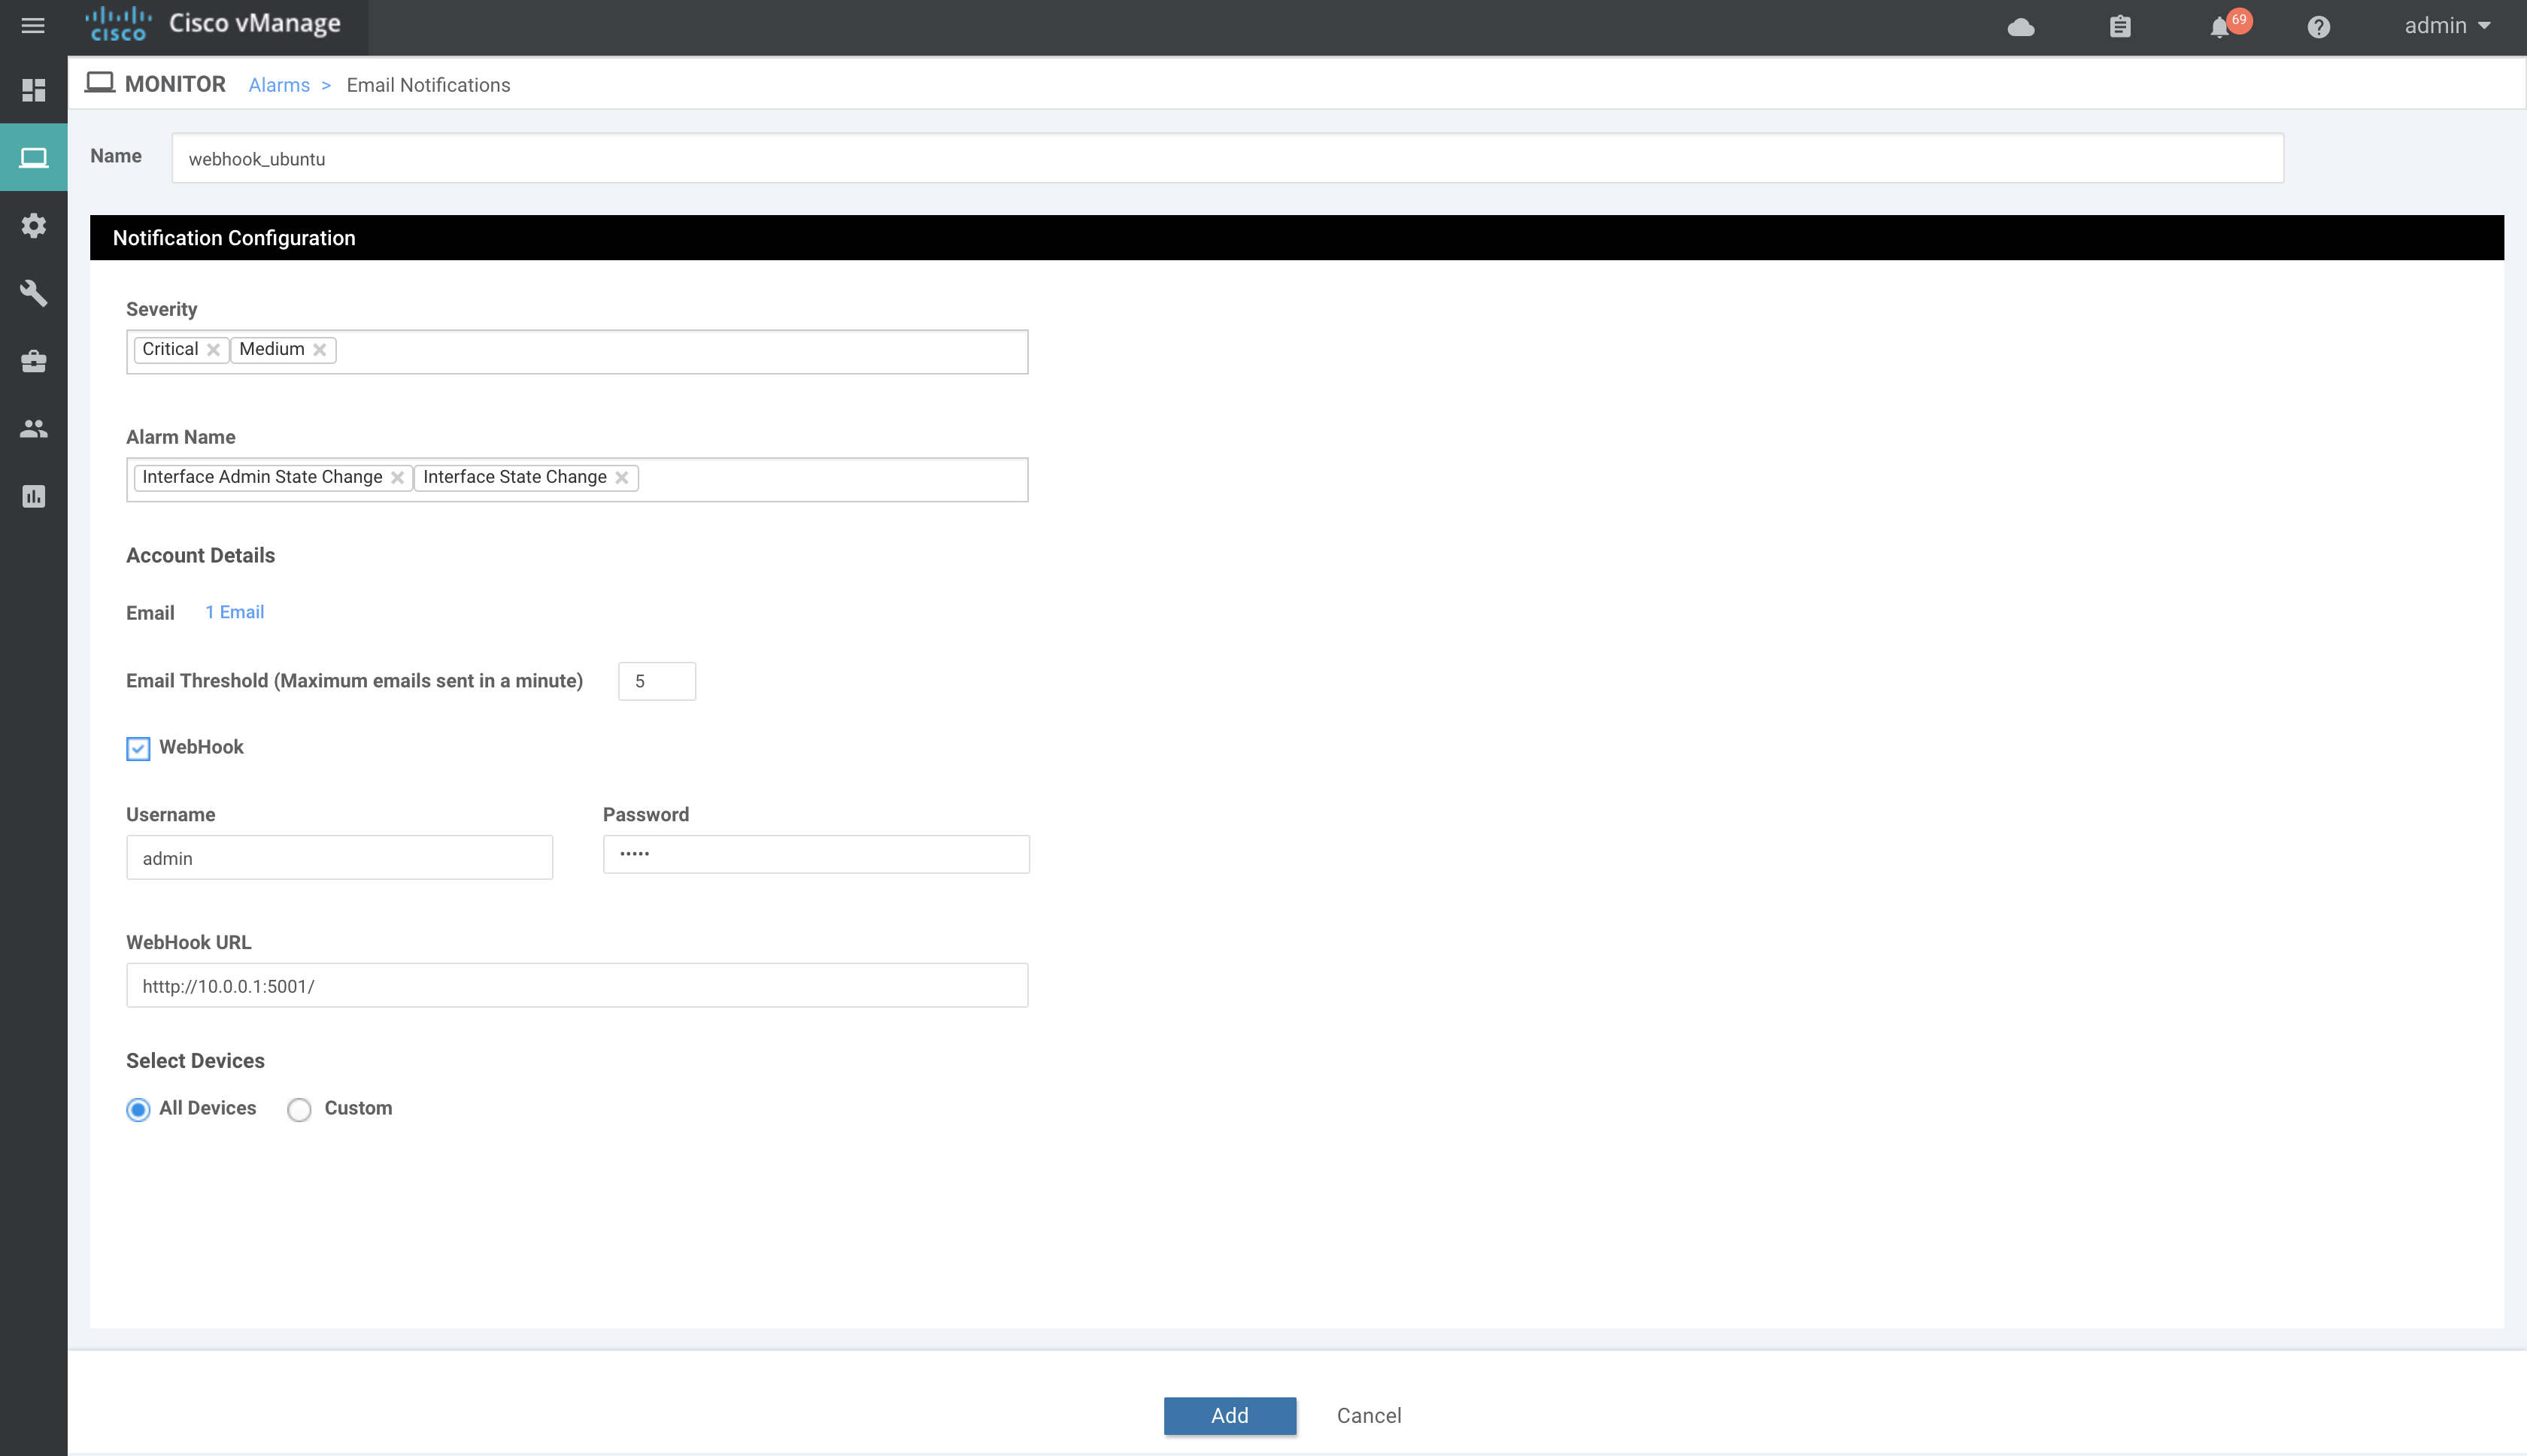 cisco Cisco vManage 69 admin
MONITOR Alarms > Email Notifications
Name webhook_ubuntu
Notification Configuration
Severity
Critical Medium
Alarm Name
Interface Admin State Change Interface State Change
Account Details
Email 1 Email
Email Threshold (Maximum emails sent in a minute) 5
WebHook
Username Password
admin •••••
WebHook URL
htttp://10.0.0.1:5001/
Select Devices
All Devices Custom
Add Cancel